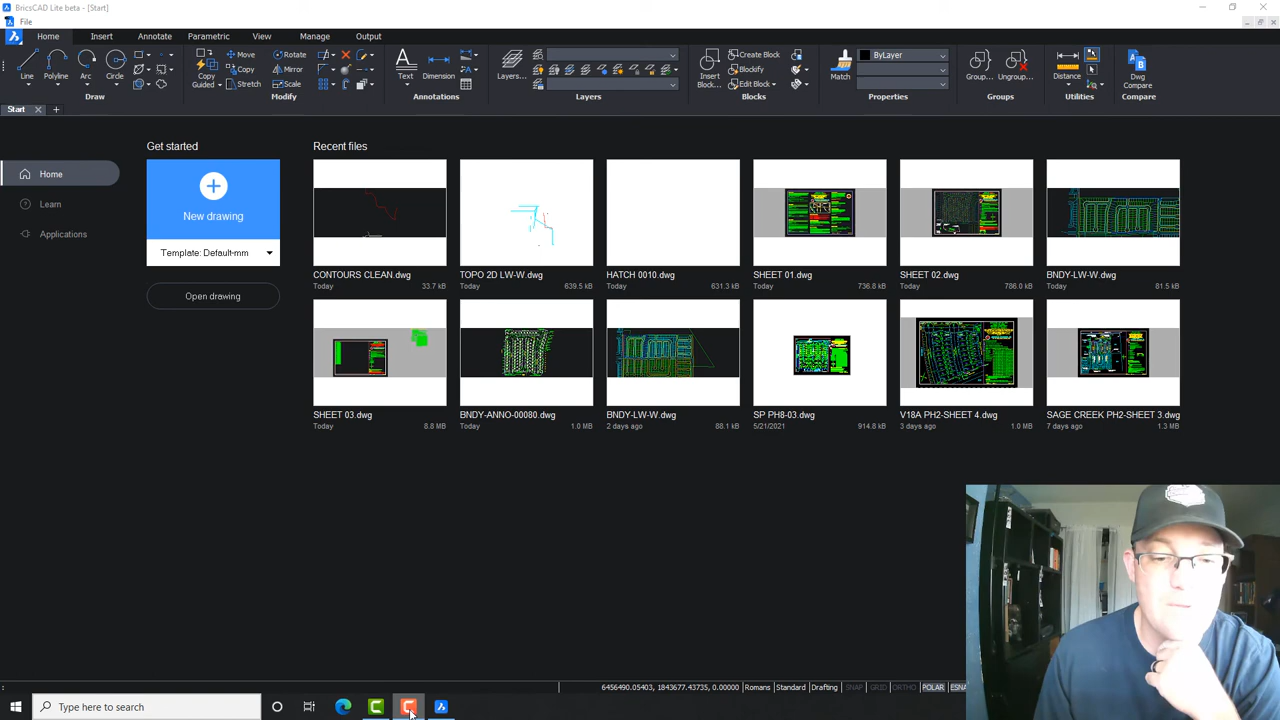 BricsCAD Lite beta - [Start]
File
Home Insert Annotate Parametric View Manage Output
Line Polyline Arc Circle
Draw
Copy Guided Move Copy Stretch Rotate Mirror Scale
Modify
Text Dimension
Annotations
Layers...
Layers
Insert Block Create Block Blockify Edit Block
Blocks
Match ByLayer
Properties
Group... Ungroup...
Groups
Distance
Utilities
Dwg Compare
Compare
Start
Get started
Recent files
Home
Learn
Applications
New drawing
Template: Default-mm
Open drawing
CONTOURS CLEAN.dwg
Today 33.7 kB
TOPO 2D LW-W.dwg
Today 639.5 kB
HATCH 0010.dwg
Today 631.3 kB
SHEET 01.dwg
Today 736.8 kB
SHEET 02.dwg
Today 786.0 kB
BNDY-LW-W.dwg
Today 81.5 kB
SHEET 03.dwg
Today 8.8 MB
BNDY-ANNO-00080.dwg
Today 1.0 MB
BNDY-LW-W.dwg
2 days ago 88.1 kB
SP PH8-03.dwg
5/21/2021 914.8 kB
V18A PH2-SHEET 4.dwg
3 days ago 1.0 MB
SAGE CREEK PH2-SHEET 3.dwg
7 days ago 1.3 MB
:
6456490.05403, 1843677.43735, 0.00000 Romans Standard Drafting SNAP GRID ORTHO POLAR ESNA
Type here to search